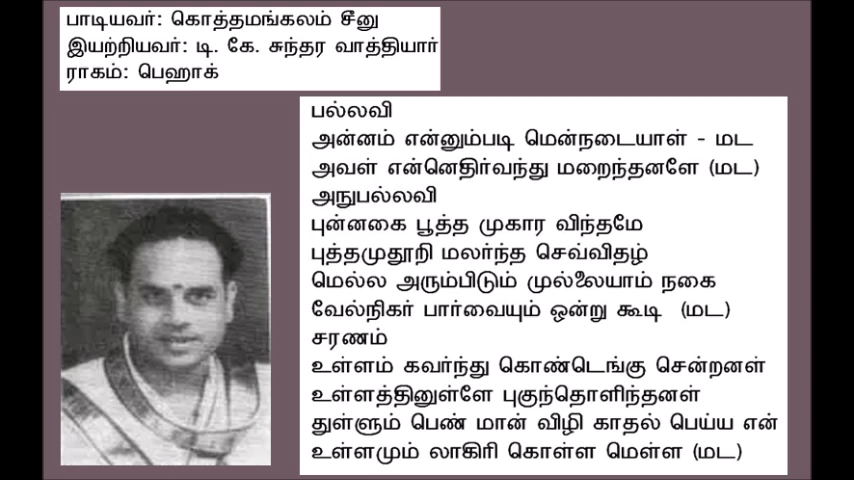 பாடியவர்: கொத்தமங்கலம் சீனு
இயற்றியவர்: டி. கே. சுந்தர வாத்தியார்
ராகம்: பெஹாக்
பல்லவி
அன்னம் என்னும்படி மென்நடையாள் - மட
அவள் என்னெதிர்வந்து மறைந்தனளே (மட)
அநுபல்லவி
புன்னகை பூத்த முகார விந்தமே
புத்தமுதூறி மலர்ந்த செவ்விதழ்
மெல்ல அரும்பிடும் முல்லையாம் நகை
வேல்நிகர் பார்வையும் ஒன்று கூடி (மட)
சரணம்
உள்ளம் கவர்ந்து கொண்டெங்கு சென்றனள்
உள்ளத்தினுள்ளே புகுந்தொளிந்தனள்
துள்ளும் பெண் மான் விழி காதல் பெய்ய என்
உள்ளமும் லாகிரி கொள்ள மெள்ள (மட)